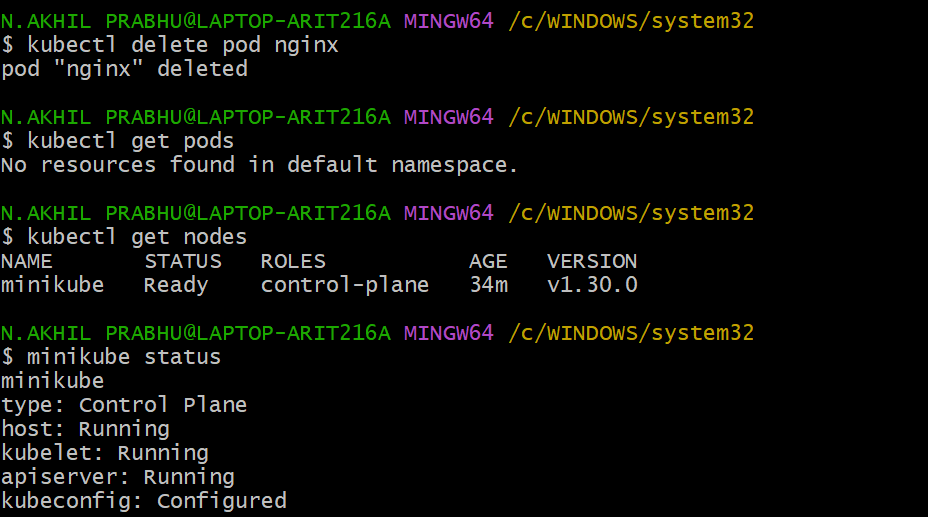 N.AKHIL PRABHU@LAPTOP-ARIT216A MINGW64 /c/WINDOWS/system32
$ kubectl delete pod nginx
pod "nginx" deleted
N.AKHIL PRABHU@LAPTOP-ARIT216A MINGW64 /c/WINDOWS/system32
$ kubectl get pods
No resources found in default namespace.
N.AKHIL PRABHU@LAPTOP-ARIT216A MINGW64 /c/WINDOWS/system32
$ kubectl get nodes
NAME       STATUS   ROLES           AGE   VERSION
minikube   Ready    control-plane   34m   v1.30.0
N.AKHIL PRABHU@LAPTOP-ARIT216A MINGW64 /c/WINDOWS/system32
$ minikube status
minikube
type: Control Plane
host: Running
kubelet: Running
apiserver: Running
kubeconfig: Configured